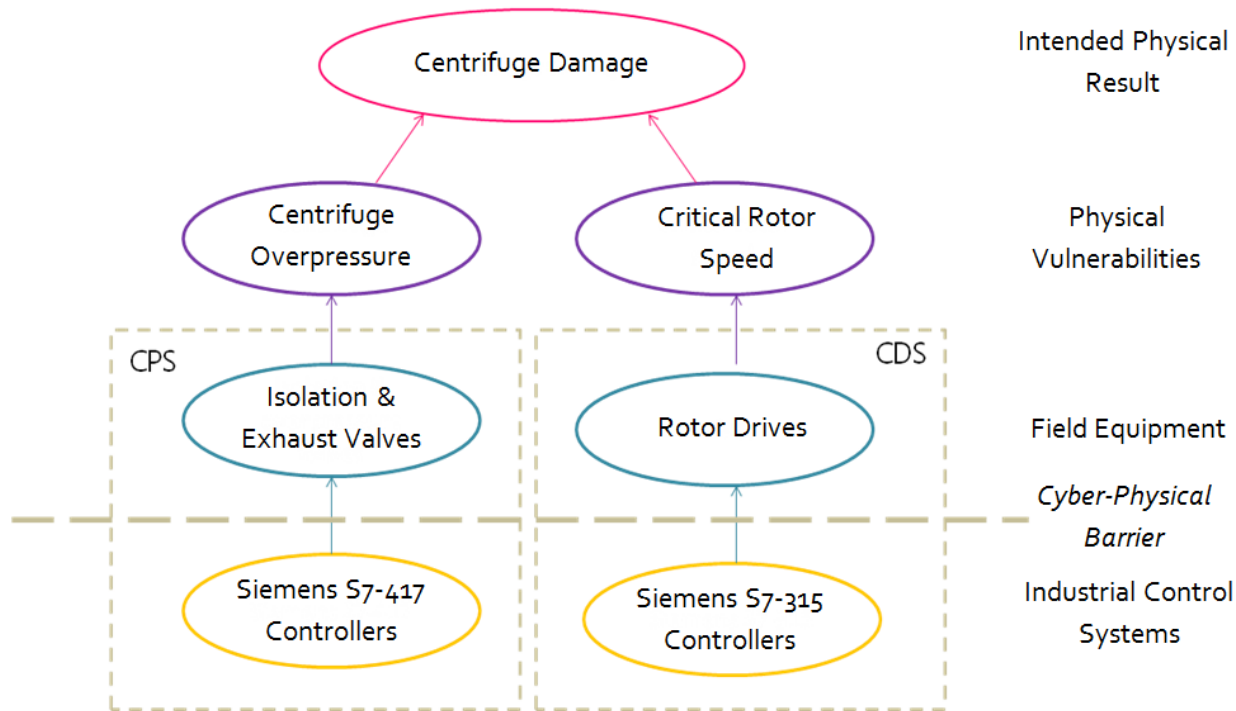 Centrifuge Damage
Intended Physical
Result
Centrifuge
Overpressure
Critical Rotor
Speed
Physical
Vulnerabilities
CPS
CDS
Isolation &
Exhaust Valves
Rotor Drives
Field Equipment
Cyber-Physical
Barrier
Siemens S7-417
Controllers
Siemens S7-315
Controllers
Industrial Control
Systems